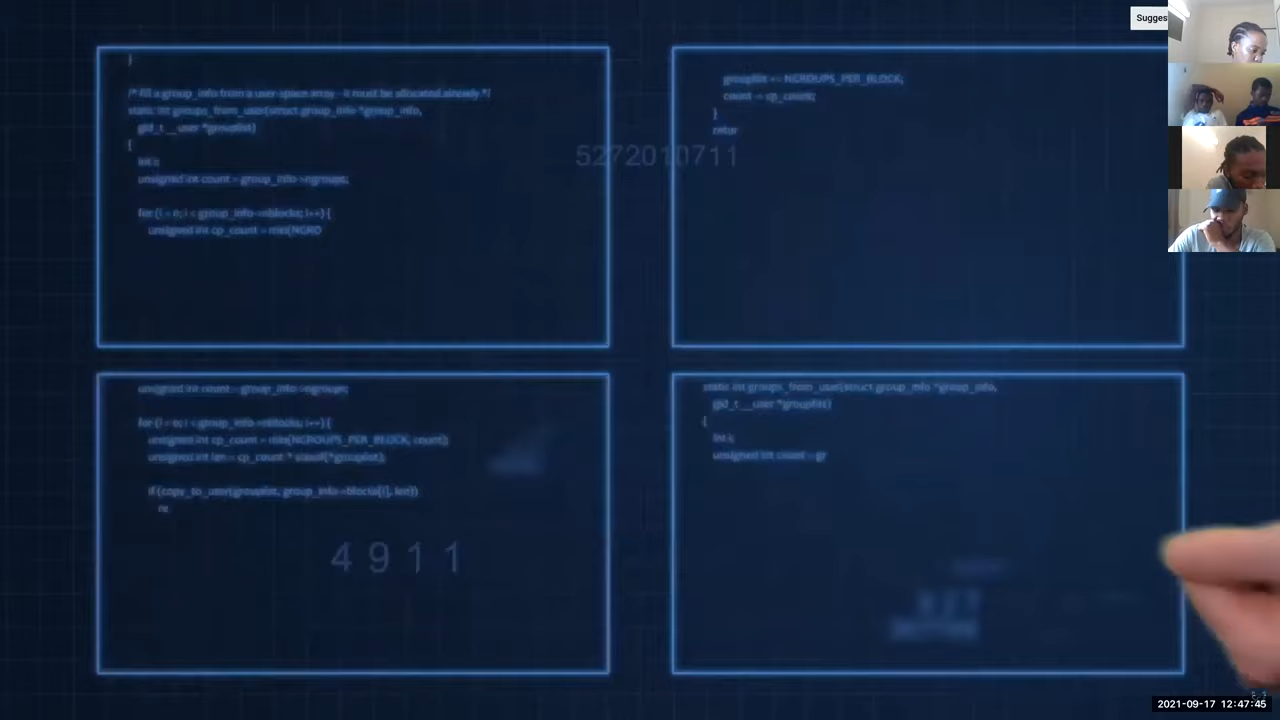 Sugges
}
/* fill a group_info from a user-space array - it must be allocated already */
static int groups_from_user(struct group_info *group_info,
gid_t __user *grouplist)
{
int i;
unsigned int count = group_info->ngroups;
for (i = 0; i < group_info->nblocks; i++) {
unsigned int cp_count = min(NGRO
grouplist += NGROUPS_PER_BLOCK;
count -= cp_count;
}
retur
5272010711
unsigned int count = group_info->ngroups;
for (i = 0; i < group_info->nblocks; i++) {
unsigned int cp_count = min(NGROUPS_PER_BLOCK, count);
unsigned int len = cp_count * sizeof(*grouplist);
if (copy_to_user(grouplist, group_info->blocks[i], len))
re
4911
static int groups_from_user(struct group_info *group_info,
gid_t __user *grouplist)
{
int i;
unsigned int count = gr
2021-09-17 12:47:45